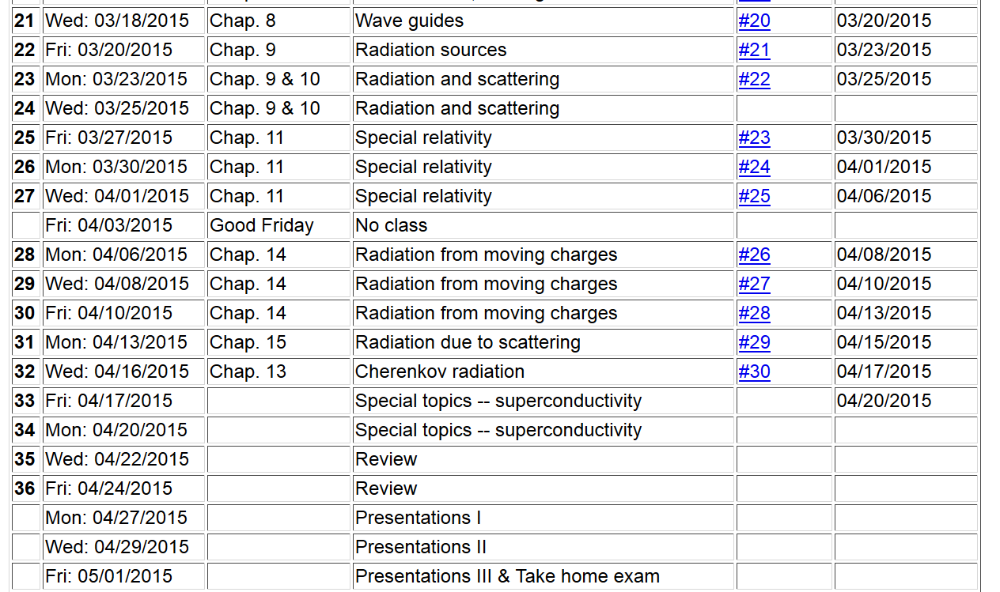 21 Wed: 03/18/2015 Chap. 8 Wave guides #20 03/20/2015
22 Fri: 03/20/2015 Chap. 9 Radiation sources #21 03/23/2015
23 Mon: 03/23/2015 Chap. 9 & 10 Radiation and scattering #22 03/25/2015
24 Wed: 03/25/2015 Chap. 9 & 10 Radiation and scattering
25 Fri: 03/27/2015 Chap. 11 Special relativity #23 03/30/2015
26 Mon: 03/30/2015 Chap. 11 Special relativity #24 04/01/2015
27 Wed: 04/01/2015 Chap. 11 Special relativity #25 04/06/2015
Fri: 04/03/2015 Good Friday No class
28 Mon: 04/06/2015 Chap. 14 Radiation from moving charges #26 04/08/2015
29 Wed: 04/08/2015 Chap. 14 Radiation from moving charges #27 04/10/2015
30 Fri: 04/10/2015 Chap. 14 Radiation from moving charges #28 04/13/2015
31 Mon: 04/13/2015 Chap. 15 Radiation due to scattering #29 04/15/2015
32 Wed: 04/16/2015 Chap. 13 Cherenkov radiation #30 04/17/2015
33 Fri: 04/17/2015 Special topics -- superconductivity 04/20/2015
34 Mon: 04/20/2015 Special topics -- superconductivity
35 Wed: 04/22/2015 Review
36 Fri: 04/24/2015 Review
Mon: 04/27/2015 Presentations I
Wed: 04/29/2015 Presentations II
Fri: 05/01/2015 Presentations III & Take home exam